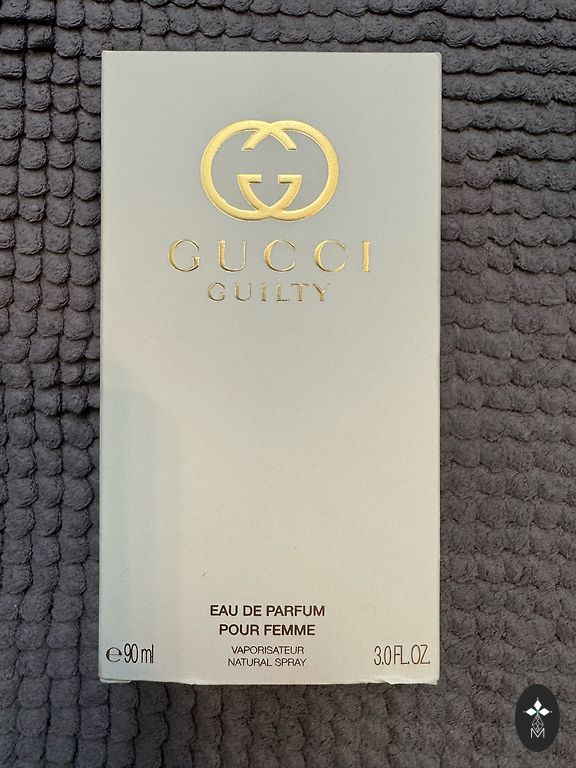 GUCCI
GUILTY
EAU DE PARFUM
POUR FEMME
VAPORISATEUR
NATURAL SPRAY
℮90 ml
3.0 FL.OZ.
M